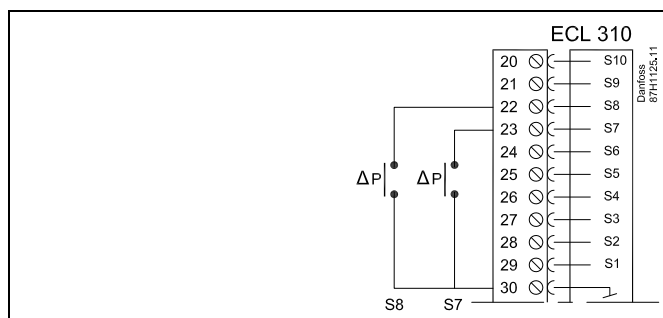 ECL 310
20 S10
21 S9
22 S8
23 S7
24 S6
25 S5
26 S4
27 S3
28 S2
29 S1
30
ΔP ΔP
S8 S7
Danfoss
87H1125.11